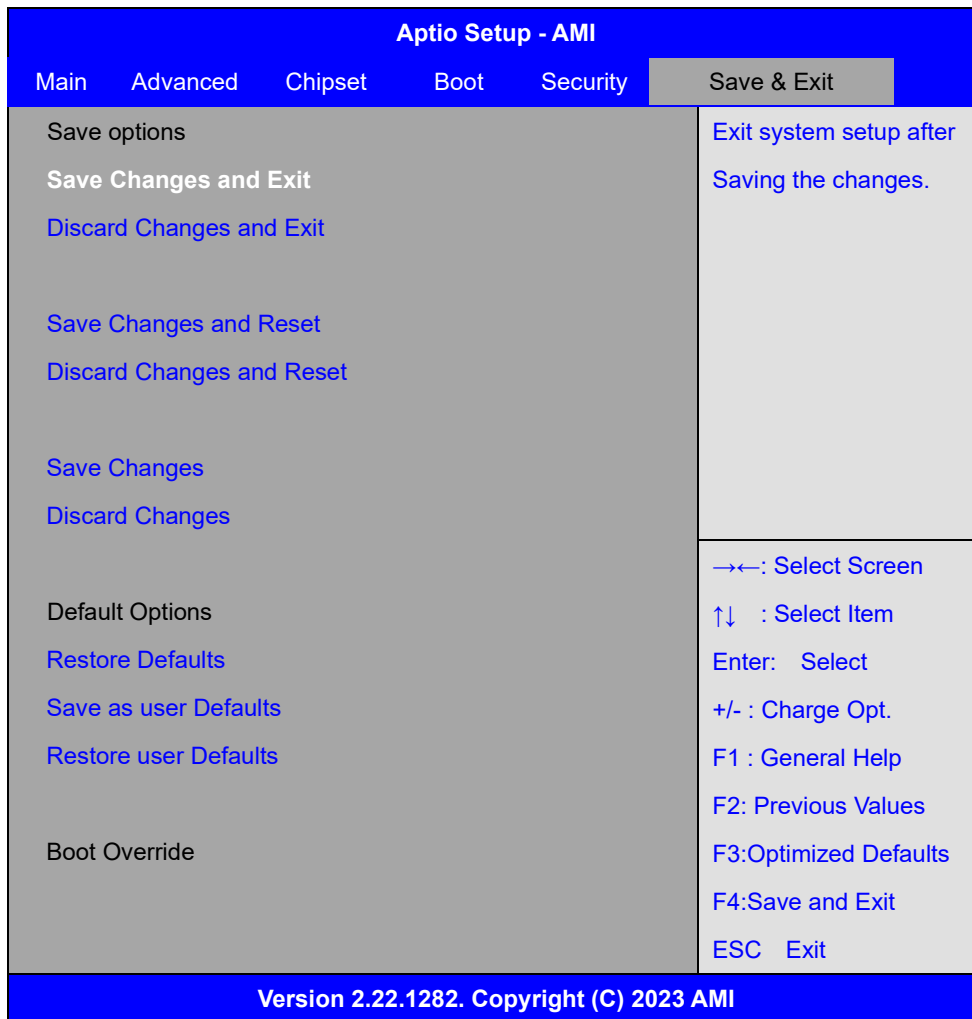 Aptio Setup - AMI
Main Advanced Chipset Boot Security Save & Exit
Save options
Save Changes and Exit
Discard Changes and Exit
Save Changes and Reset
Discard Changes and Reset
Save Changes
Discard Changes
Default Options
Restore Defaults
Save as user Defaults
Restore user Defaults
Boot Override
Exit system setup after
Saving the changes.
→←: Select Screen
↑↓ : Select Item
Enter: Select
+/- : Charge Opt.
F1 : General Help
F2: Previous Values
F3:Optimized Defaults
F4:Save and Exit
ESC Exit
Version 2.22.1282. Copyright (C) 2023 AMI